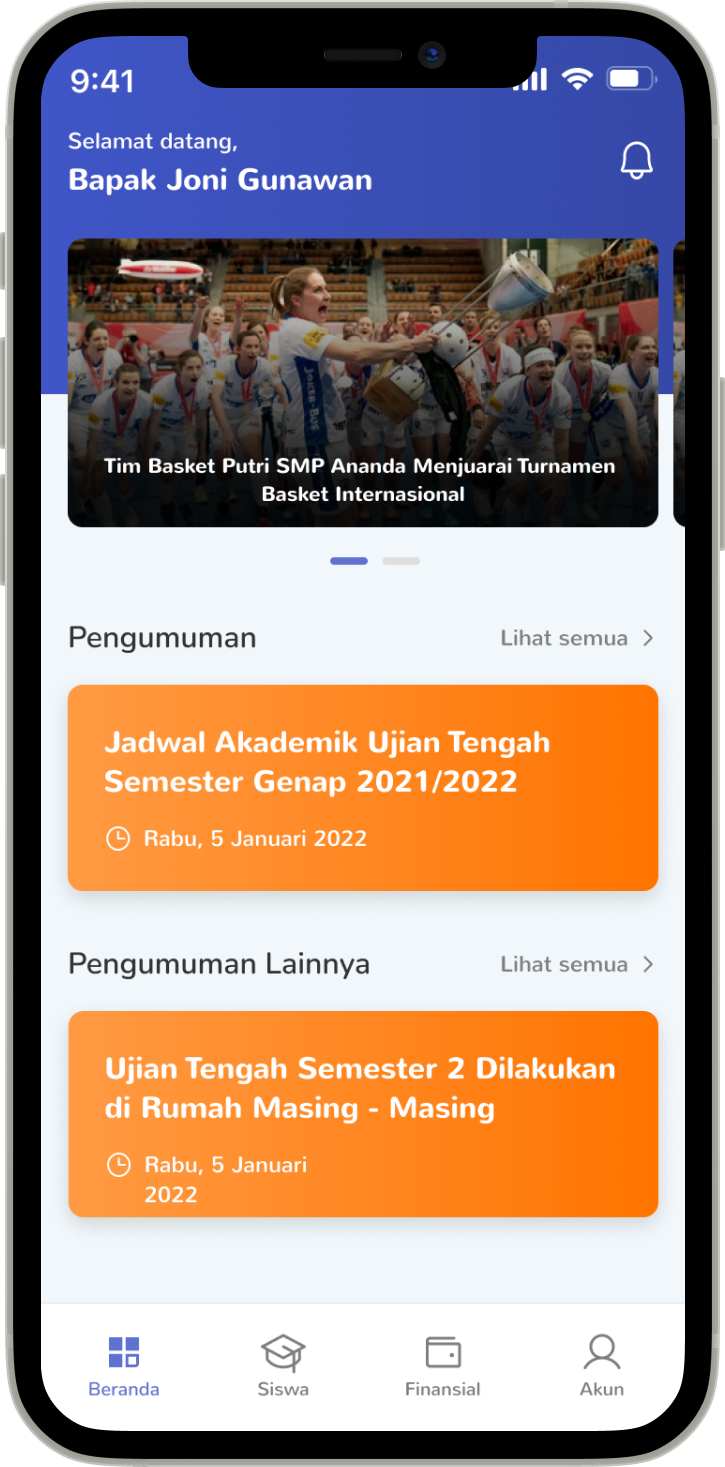 9:41
Selamat datang,
Bapak Joni Gunawan
JOKER-BUS
Tim Basket Putri SMP Ananda Menjuarai Turnamen
Basket Internasional
Pengumuman
Lihat semua
Jadwal Akademik Ujian Tengah
Semester Genap 2021/2022
Rabu, 5 Januari 2022
Pengumuman Lainnya
Lihat semua
Ujian Tengah Semester 2 Dilakukan
di Rumah Masing - Masing
Rabu, 5 Januari
2022
Beranda
Siswa
Finansial
Akun